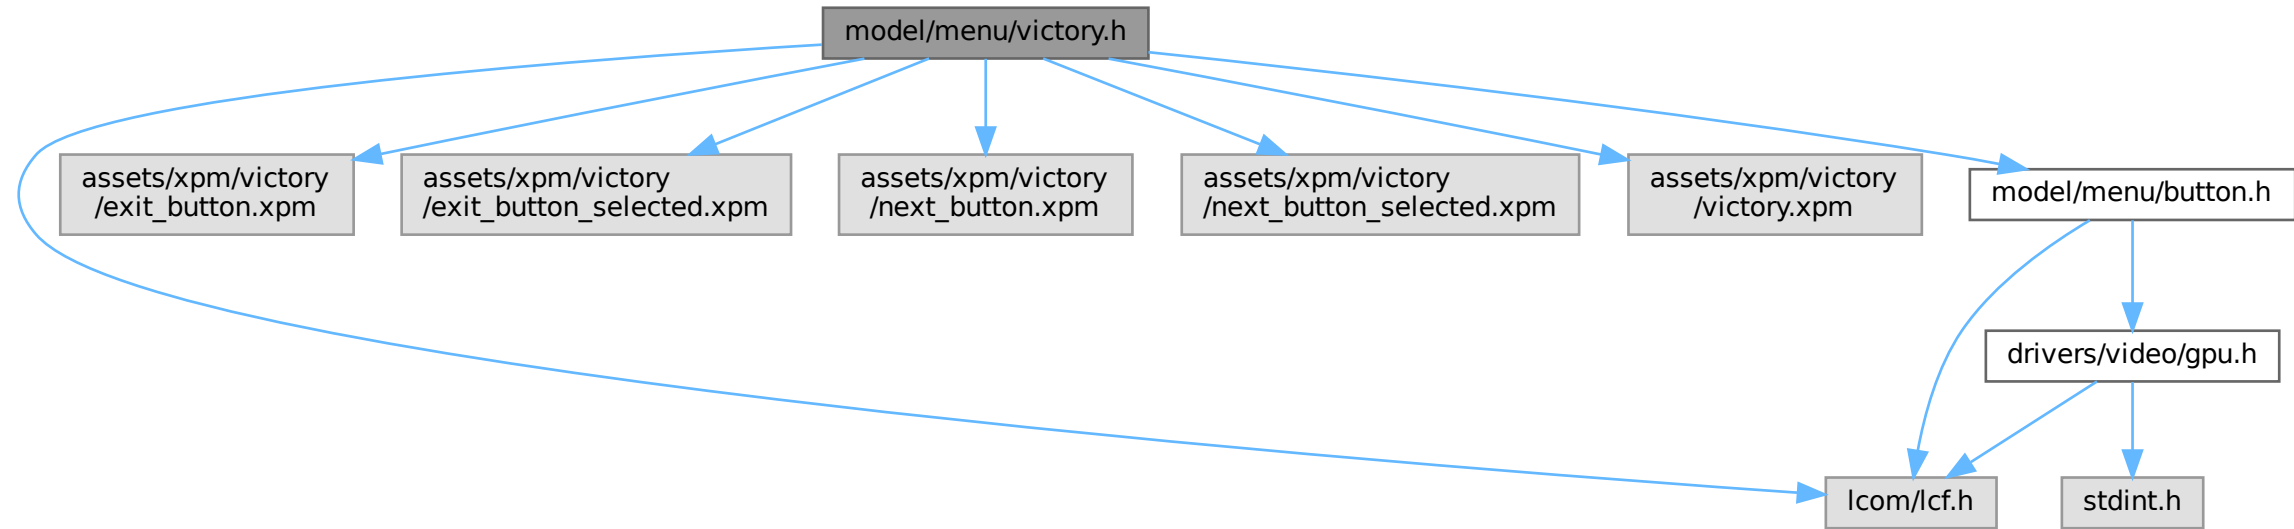 model/menu/victory.h
assets/xpm/victory
/exit_button.xpm
assets/xpm/victory
/exit_button_selected.xpm
assets/xpm/victory
/next_button.xpm
assets/xpm/victory
/next_button_selected.xpm
assets/xpm/victory
/victory.xpm
model/menu/button.h
drivers/video/gpu.h
lcom/lcf.h
stdint.h